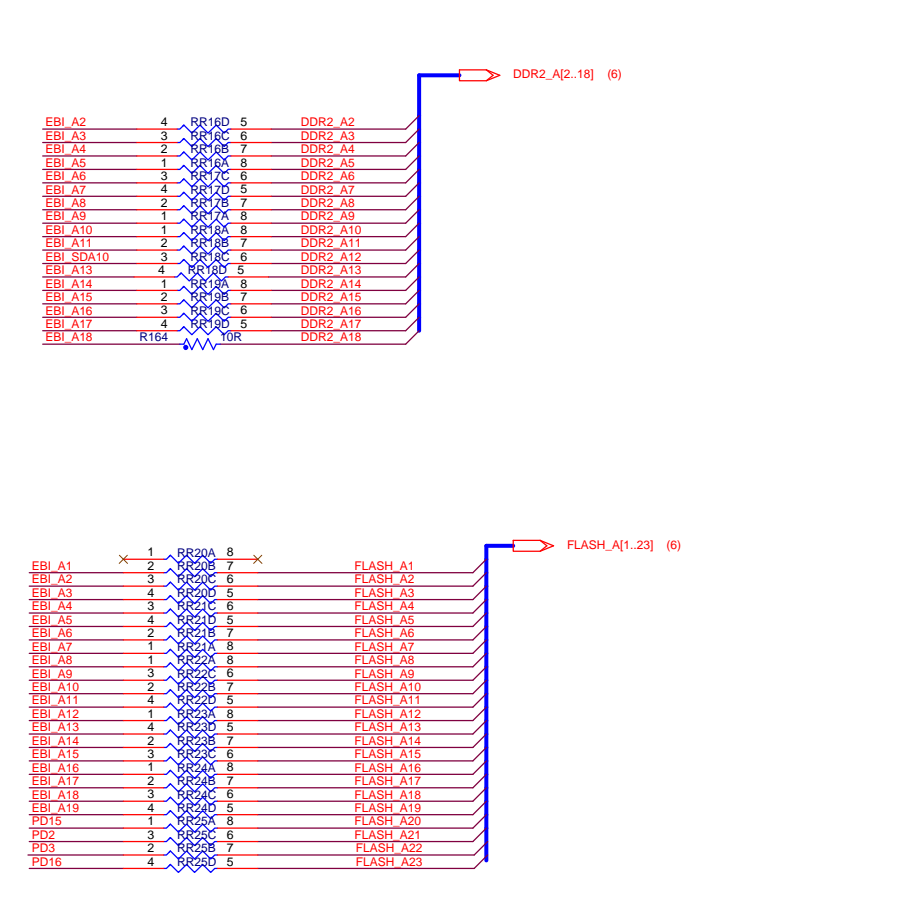 DDR2_A[2..18] (6)
EBI_A2 4 RR16D 5 DDR2_A2
EBI_A3 3 RR16C 6 DDR2_A3
EBI_A4 2 RR16B 7 DDR2_A4
EBI_A5 1 RR16A 8 DDR2_A5
EBI_A6 3 RR17C 6 DDR2_A6
EBI_A7 4 RR17D 5 DDR2_A7
EBI_A8 2 RR17B 7 DDR2_A8
EBI_A9 1 RR17A 8 DDR2_A9
EBI_A10 1 RR18A 8 DDR2_A10
EBI_A11 2 RR18B 7 DDR2_A11
EBI_SDA10 3 RR18C 6 DDR2_A12
EBI_A13 4 RR18D 5 DDR2_A13
EBI_A14 1 RR19A 8 DDR2_A14
EBI_A15 2 RR19B 7 DDR2_A15
EBI_A16 3 RR19C 6 DDR2_A16
EBI_A17 4 RR19D 5 DDR2_A17
EBI_A18 R164 10R DDR2_A18
FLASH_A[1..23] (6)
1 RR20A 8
EBI_A1 2 RR20B 7 FLASH_A1
EBI_A2 3 RR20C 6 FLASH_A2
EBI_A3 4 RR20D 5 FLASH_A3
EBI_A4 3 RR21C 6 FLASH_A4
EBI_A5 4 RR21D 5 FLASH_A5
EBI_A6 2 RR21B 7 FLASH_A6
EBI_A7 1 RR21A 8 FLASH_A7
EBI_A8 1 RR22A 8 FLASH_A8
EBI_A9 3 RR22C 6 FLASH_A9
EBI_A10 2 RR22B 7 FLASH_A10
EBI_A11 4 RR22D 5 FLASH_A11
EBI_A12 1 RR23A 8 FLASH_A12
EBI_A13 4 RR23D 5 FLASH_A13
EBI_A14 2 RR23B 7 FLASH_A14
EBI_A15 3 RR23C 6 FLASH_A15
EBI_A16 1 RR24A 8 FLASH_A16
EBI_A17 2 RR24B 7 FLASH_A17
EBI_A18 3 RR24C 6 FLASH_A18
EBI_A19 4 RR24D 5 FLASH_A19
PD15 1 RR25A 8 FLASH_A20
PD2 3 RR25C 6 FLASH_A21
PD3 2 RR25B 7 FLASH_A22
PD16 4 RR25D 5 FLASH_A23